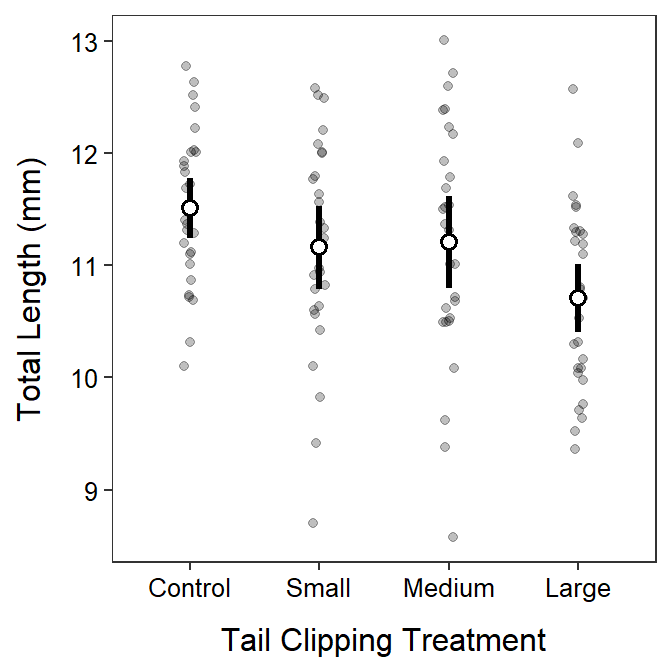 Total Length (mm)
13
12
11
10
9
Control Small Medium Large
Tail Clipping Treatment